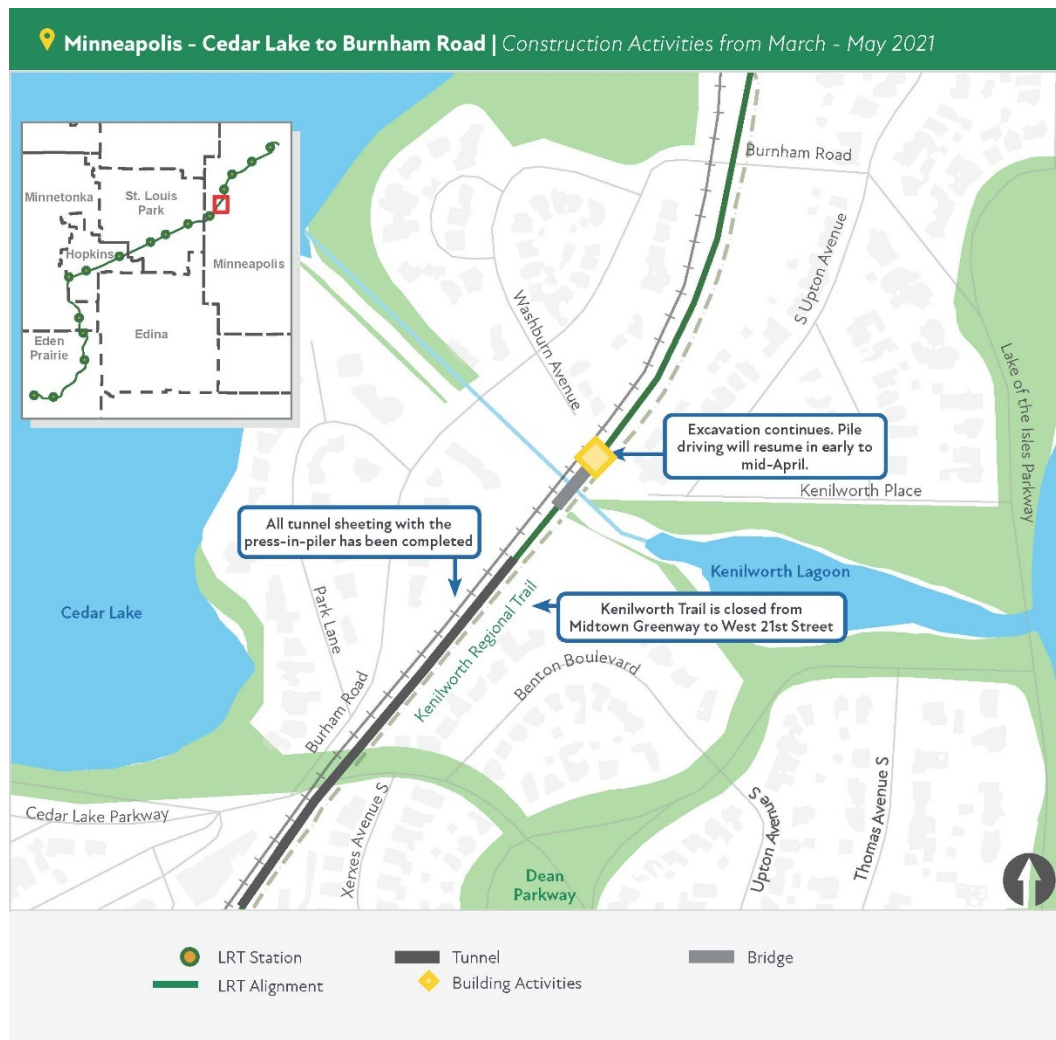 Minneapolis - Cedar Lake to Burnham Road | Construction Activities from March - May 2021
Minnetonka
St. Louis
Park
Hopkins
Minneapolis
Edina
Eden
Prairie
Burnham Road
S Upton Avenue
Washburn Avenue
Lake of the Isles Parkway
Excavation continues. Pile
driving will resume in early to
mid-April.
Kenilworth Place
All tunnel sheeting with the
press-in-piler has been completed
Kenilworth Lagoon
Cedar Lake
Park Lane
Kenilworth Regional Trail
Kenilworth Trail is closed from
Midtown Greenway to West 21st Street
Benton Boulevard
Burham Road
Cedar Lake Parkway
Xerxes Avenue S
Upton Avenue S
Thomas Avenue S
Dean
Parkway
LRT Station
Tunnel
Bridge
LRT Alignment
Building Activities